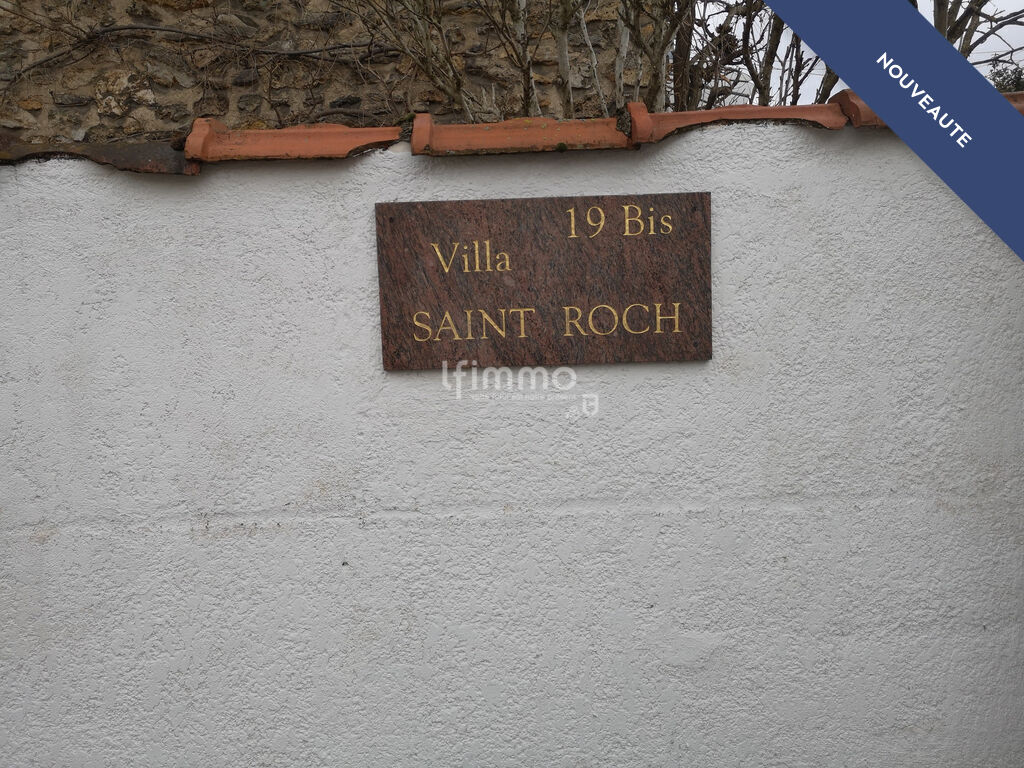 NOUVEAUTE
19 Bis
Villa
SAINT ROCH
lfimmo